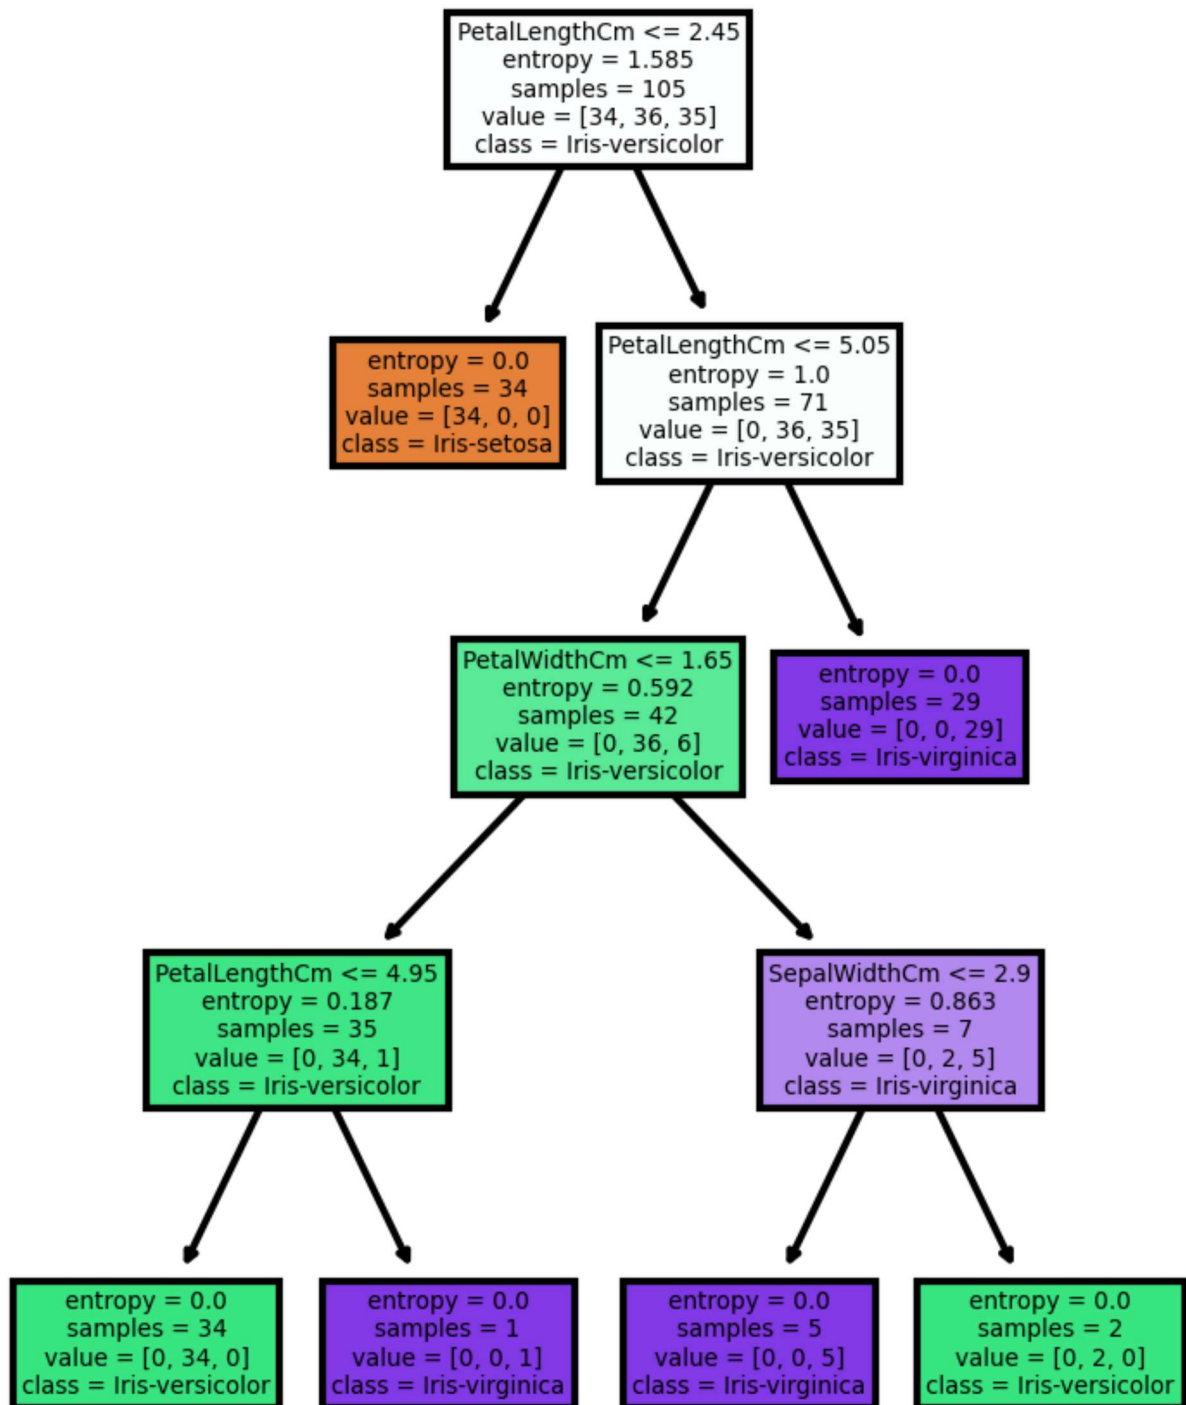 PetalLengthCm <= 2.45
entropy = 1.585
samples = 105
value = [34, 36, 35]
class = Iris-versicolor
entropy = 0.0
samples = 34
value = [34, 0, 0]
class = Iris-setosa
PetalLengthCm <= 5.05
entropy = 1.0
samples = 71
value = [0, 36, 35]
class = Iris-versicolor
PetalWidthCm <= 1.65
entropy = 0.592
samples = 42
value = [0, 36, 6]
class = Iris-versicolor
entropy = 0.0
samples = 29
value = [0, 0, 29]
class = Iris-virginica
PetalLengthCm <= 4.95
entropy = 0.187
samples = 35
value = [0, 34, 1]
class = Iris-versicolor
SepalWidthCm <= 2.9
entropy = 0.863
samples = 7
value = [0, 2, 5]
class = Iris-virginica
entropy = 0.0
samples = 34
value = [0, 34, 0]
class = Iris-versicolor
entropy = 0.0
samples = 1
value = [0, 0, 1]
class = Iris-virginica
entropy = 0.0
samples = 5
value = [0, 0, 5]
class = Iris-virginica
entropy = 0.0
samples = 2
value = [0, 2, 0]
class = Iris-versicolor